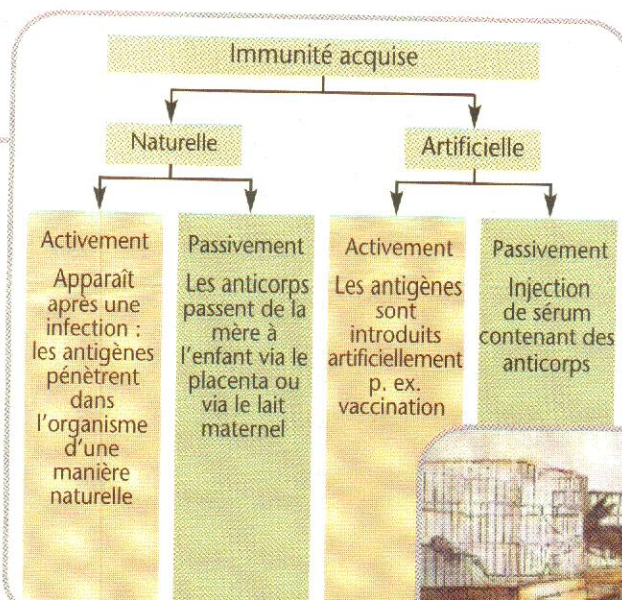 Immunité acquise
Naturelle
Artificielle
Activement
Apparaît
après une
infection :
les antigènes
pénètrent
dans
l'organisme
d'une
manière
naturelle
Passivement
Les anticorps
passent de la
mère à
l'enfant via le
placenta ou
via le lait
maternel
Activement
Les antigènes
sont
introduits
artificiellement
p. ex.
vaccination
Passivement
Injection
de sérum
contenant des
anticorps